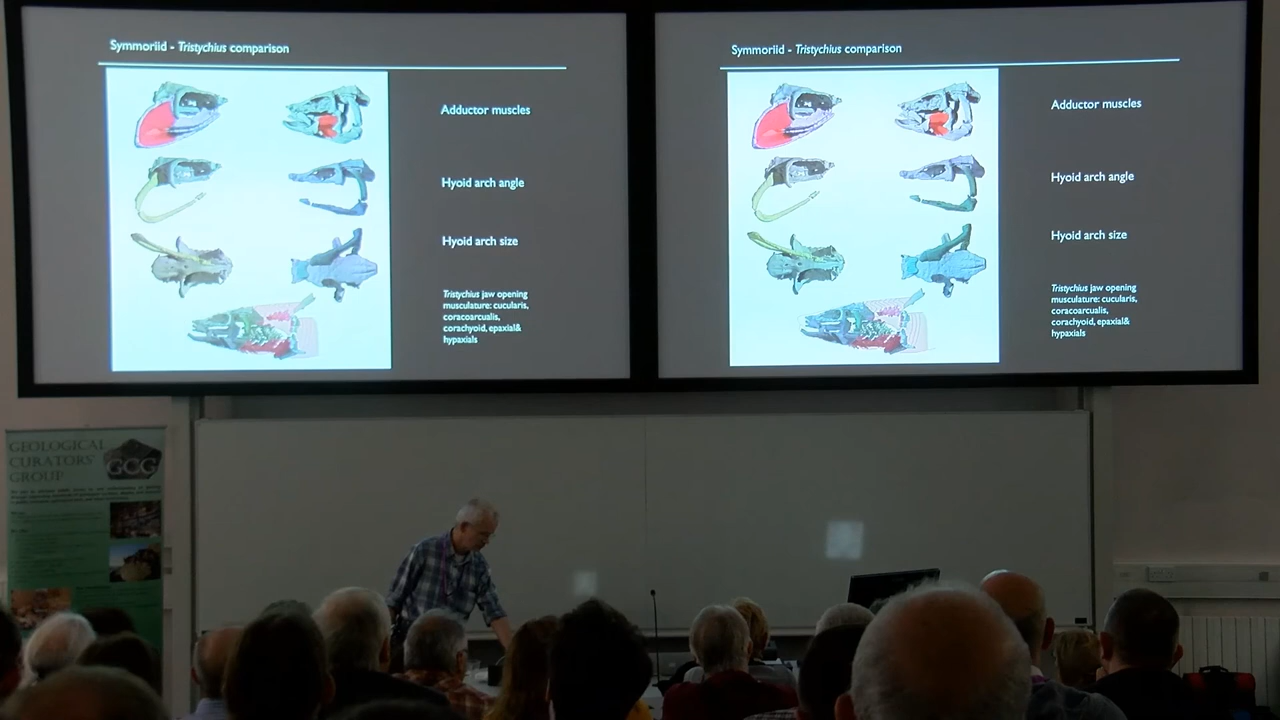 Symmoriid - Tristychius comparison
Adductor muscles
Hyoid arch angle
Hyoid arch size
Tristychius jaw opening
musculature: cucularis,
coracoarcualis,
corachyoid, epaxial&
hypaxials
Symmoriid - Tristychius comparison
Adductor muscles
Hyoid arch angle
Hyoid arch size
Tristychius jaw opening
musculature: cucularis,
coracoarcualis,
corachyoid, epaxial&
hypaxials
GEOLOGICAL
CURATORS'
GROUP
GCG